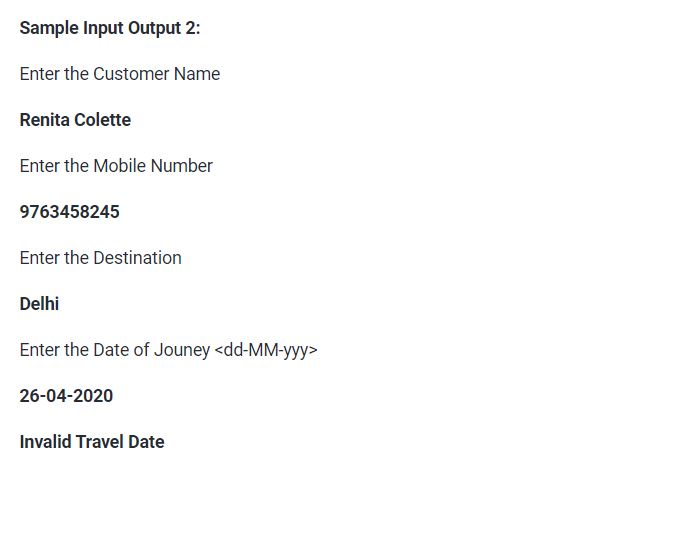 Sample Input Output 2:
Enter the Customer Name
Renita Colette
Enter the Mobile Number
9763458245
Enter the Destination
Delhi
Enter the Date of Jouney <dd-MM-yyy>
26-04-2020
Invalid Travel Date